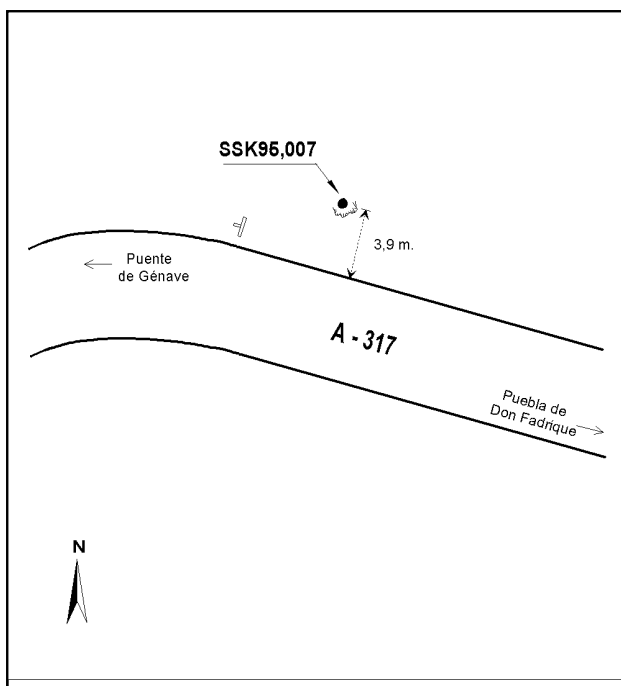 SSK95,007
3,9 m.
Puente
de Génave
A - 317
Puebla de
Don Fadrique
N